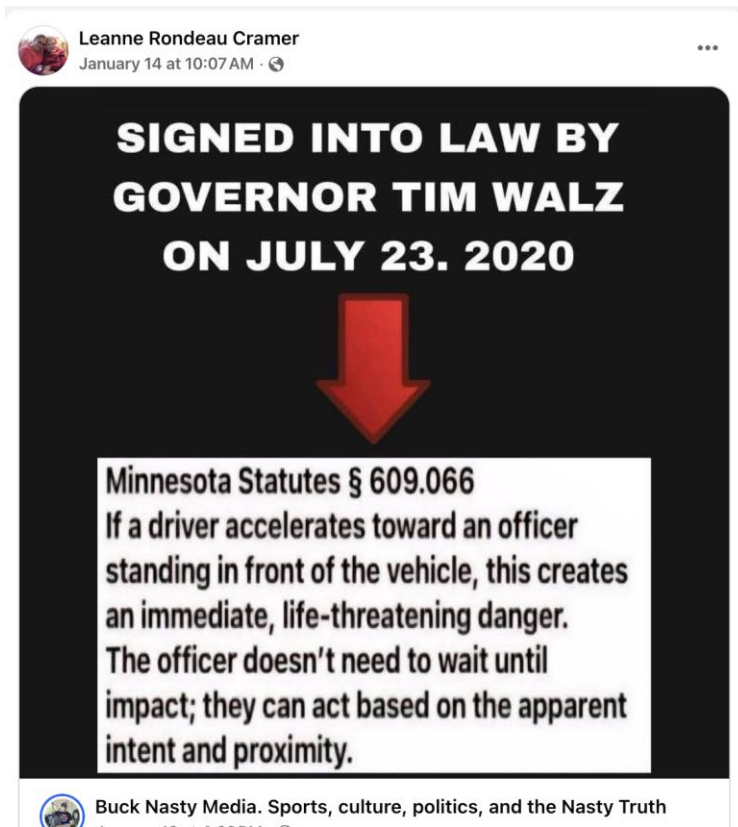 Leanne Rondeau Cramer
January 14 at 10:07 AM ·
SIGNED INTO LAW BY
GOVERNOR TIM WALZ
ON JULY 23. 2020
Minnesota Statutes § 609.066
If a driver accelerates toward an officer
standing in front of the vehicle, this creates
an immediate, life-threatening danger.
The officer doesn't need to wait until
impact; they can act based on the apparent
intent and proximity.
Buck Nasty Media. Sports, culture, politics, and the Nasty Truth